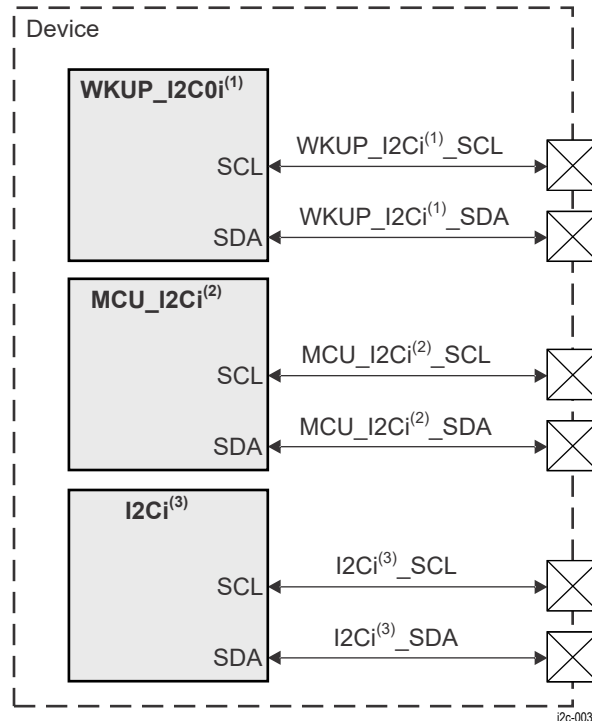 Device
WKUP_I2C0i(1)
SCL
WKUP_I2Ci(1)_SCL
SDA
WKUP_I2Ci(1)_SDA
MCU_I2Ci(2)
SCL
MCU_I2Ci(2)_SCL
SDA
MCU_I2Ci(2)_SDA
I2Ci(3)
SCL
I2Ci(3)_SCL
SDA
I2Ci(3)_SDA
i2c-003